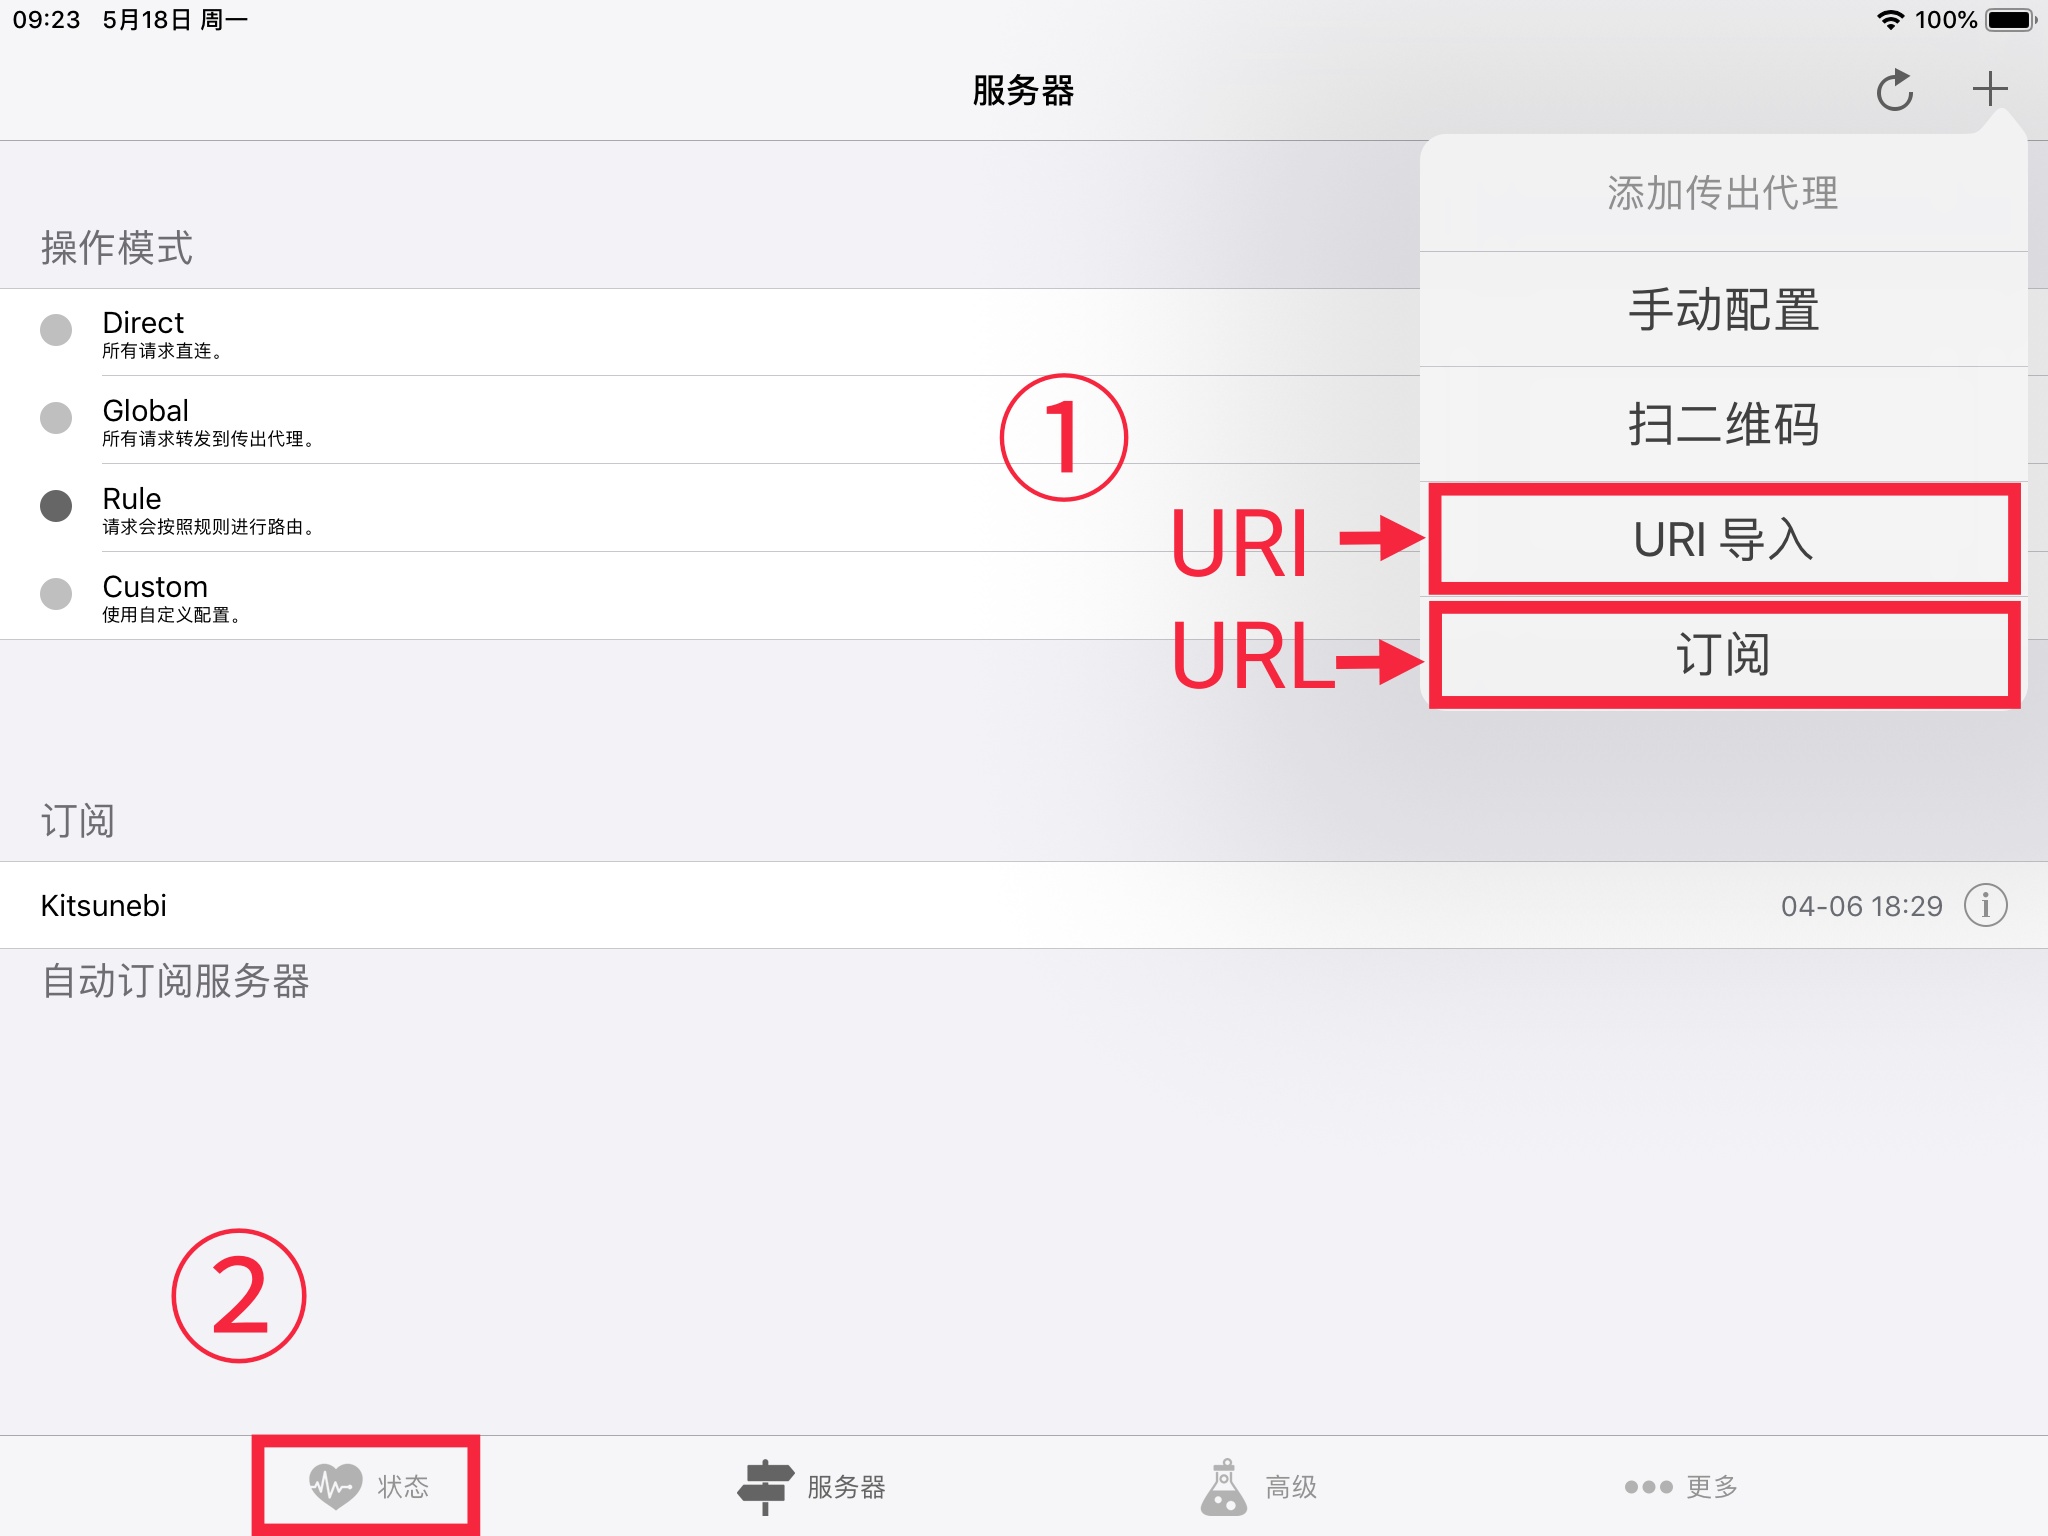 09:23 5月18日 周一
100%
服务器
添加传出代理
操作模式
手动配置
Direct
所有请求直连。
扫二维码
Global
所有请求转发到传出代理。
1
Rule
请求会按照规则进行路由。
URI
URI 导入
Custom
使用自定义配置。
URL
订阅
订阅
Kitsunebi
04-06 18:29
自动订阅服务器
2
状态
服务器
高级
更多